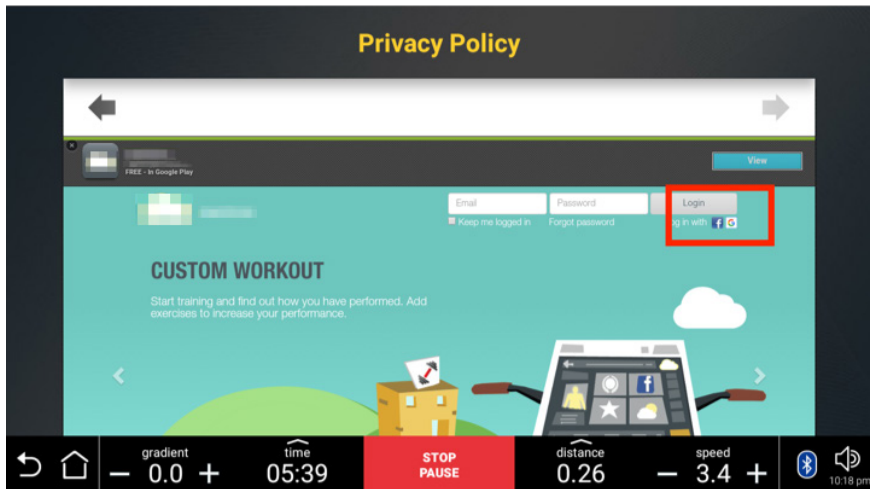 Privacy Policy
FREE - In Google Play
View
Email
Password
Login
Keep me logged in
Forgot password
og in with
CUSTOM WORKOUT
Start training and find out how you have performed. Add
exercises to increase your performance.
gradient
0.0
time
05:39
STOP
PAUSE
distance
0.26
speed
3.4
10:18 pm